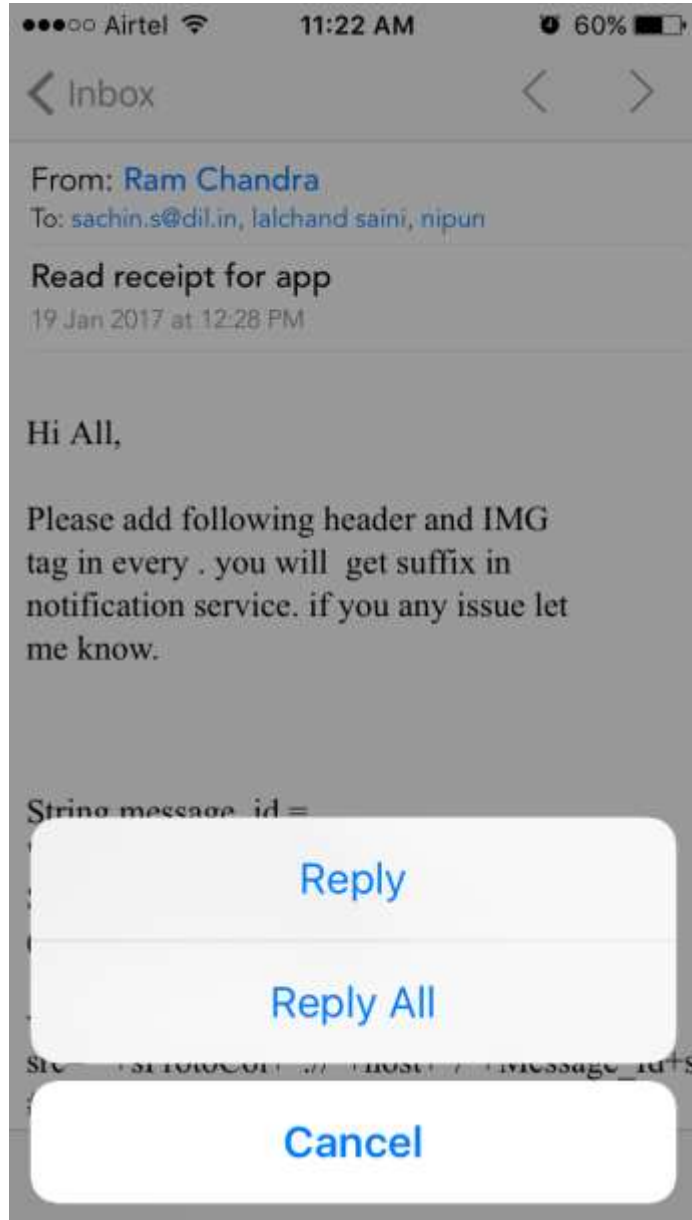 Airtel 11:22 AM 60%
Inbox
From: Ram Chandra
To: sachin.s@dil.in, lalchand saini, nipun
Read receipt for app
19 Jan 2017 at 12:28 PM
Hi All,
Please add following header and IMG
tag in every . you will get suffix in
notification service. if you any issue let
me know.
String message_id =
Reply
Reply All
Cancel